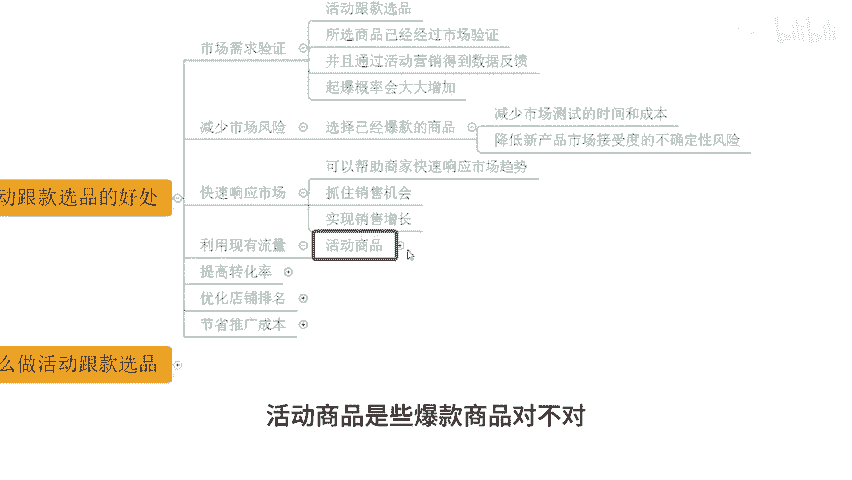 bilibili
活动跟款选品
市场需求验证
所选商品已经经过市场验证
并且通过活动营销得到数据反馈
起爆概率会大大增加
减少市场风险
选择已经爆款的商品
减少市场测试的时间和成本
降低新产品市场接受度的不确定性风险
动跟款选品的好处
快速响应市场
可以帮助商家快速响应市场趋势
抓住销售机会
实现销售增长
利用现有流量
活动商品
提高转化率
优化店铺排名
节省推广成本
么做活动跟款选品
活动商品是些爆款商品对不对